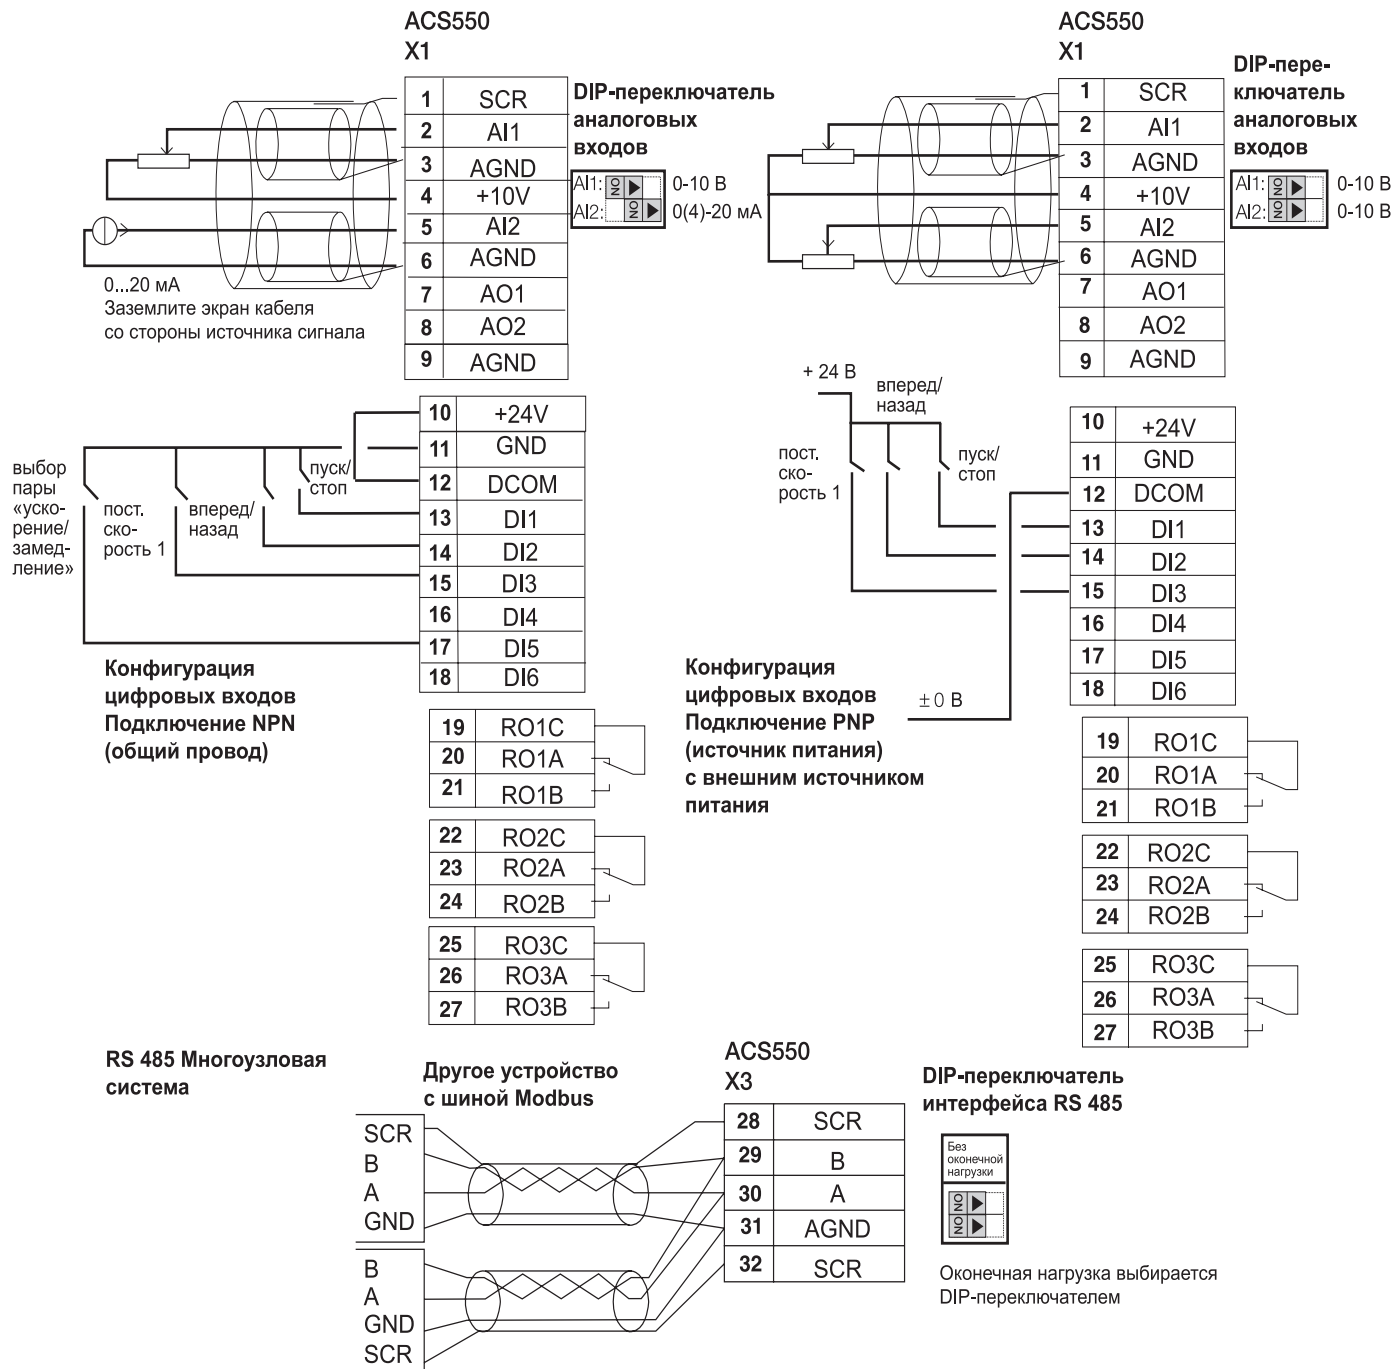 ACS550
X1
1 SCR
2 AI1
3 AGND
4 +10V
5 AI2
6 AGND
7 AO1
8 AO2
9 AGND
DIP-переключатель
аналоговых
входов
AI1: ON 0-10 В
AI2: ON 0(4)-20 мА
0...20 мА
Заземлите экран кабеля
со стороны источника сигнала
10 +24V
11 GND
12 DCOM
13 DI1
14 DI2
15 DI3
16 DI4
17 DI5
18 DI6
выбор
пары
«уско-
рение/
замед-
ление»
пост.
ско-
рость 1
вперед/
назад
пуск/
стоп
Конфигурация
цифровых входов
Подключение NPN
(общий провод)
19 RO1C
20 RO1A
21 RO1B
22 RO2C
23 RO2A
24 RO2B
25 RO3C
26 RO3A
27 RO3B
ACS550
X1
1 SCR
2 AI1
3 AGND
4 +10V
5 AI2
6 AGND
7 AO1
8 AO2
9 AGND
DIP-пере-
ключатель
аналоговых
входов
AI1: ON 0-10 В
AI2: ON 0-10 В
+ 24 В
вперед/
назад
пост.
ско-
рость 1
пуск/
стоп
10 +24V
11 GND
12 DCOM
13 DI1
14 DI2
15 DI3
16 DI4
17 DI5
18 DI6
±0 В
Конфигурация
цифровых входов
Подключение PNP
(источник питания)
с внешним источником
питания
19 RO1C
20 RO1A
21 RO1B
22 RO2C
23 RO2A
24 RO2B
25 RO3C
26 RO3A
27 RO3B
RS 485 Многоузловая
система
Другое устройство
с шиной Modbus
SCR
B
A
GND
B
A
GND
SCR
ACS550
X3
28 SCR
29 B
30 A
31 AGND
32 SCR
DIP-переключатель
интерфейса RS 485
Без
оконечной
нагрузки
ON
ON
Оконечная нагрузка выбирается
DIP-переключателем